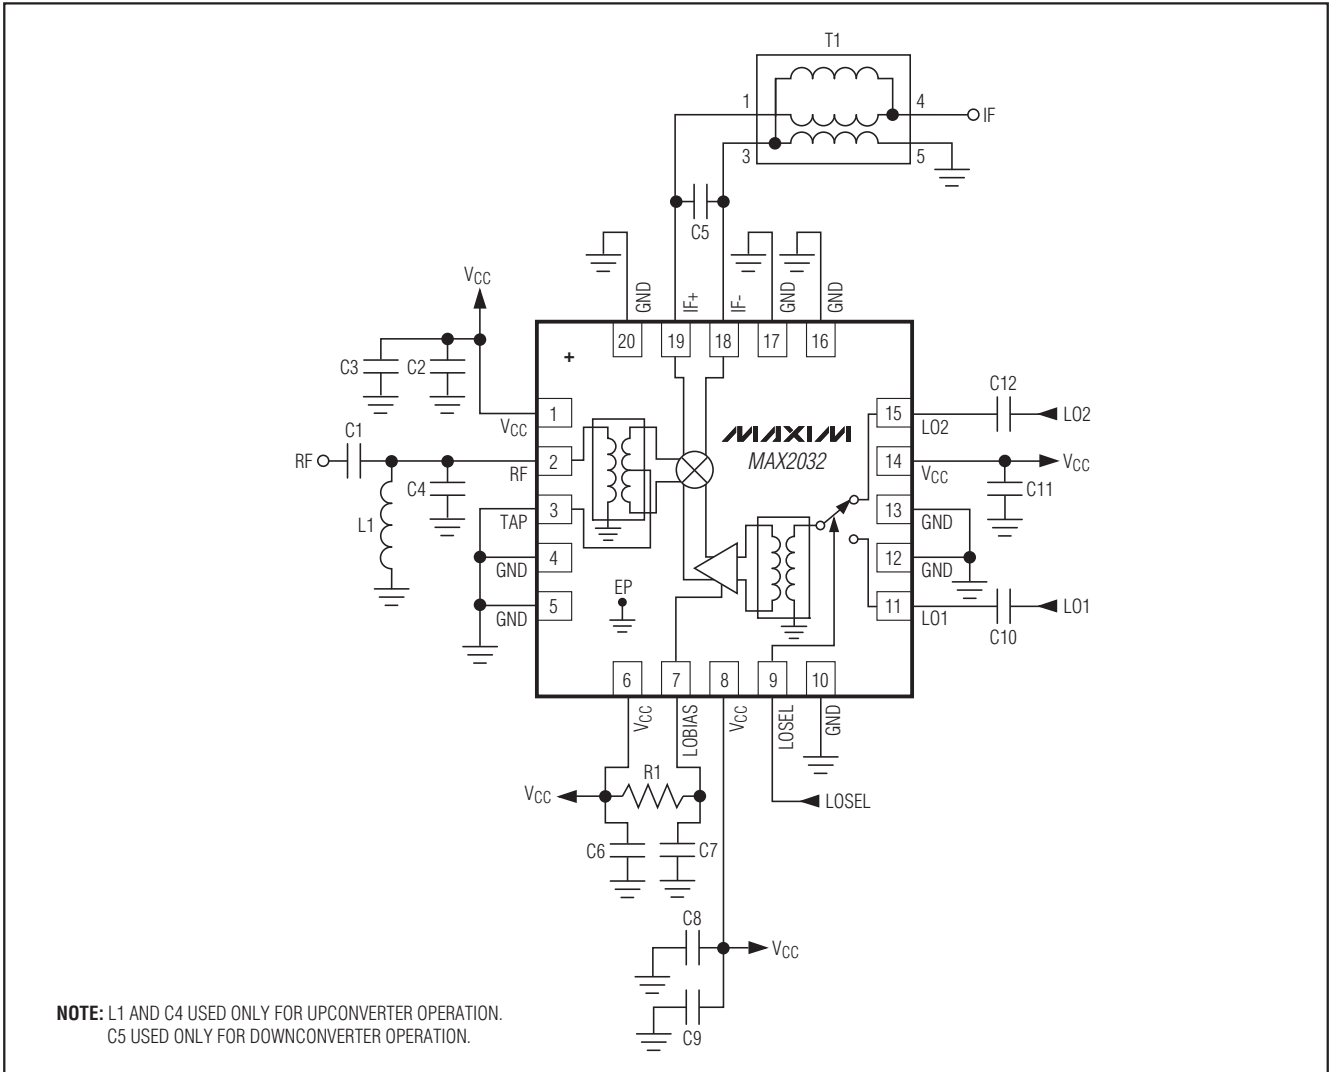 T1
1
4
IF
3
5
C5
VCC
GND
IF+
IF-
GND
GND
20
19
18
17
16
+
C3
C2
C12
LO2
1
VCC
15
LO2
MAXIM
MAX2032
C1
RF
2
RF
14
VCC
VCC
C4
C11
L1
3
TAP
13
GND
4
GND
12
GND
EP
5
GND
11
LO1
LO1
C10
6
7
8
9
10
VCC
LOBIAS
VCC
LOSEL
GND
R1
VCC
LOSEL
C6
C7
C8
VCC
C9
NOTE: L1 AND C4 USED ONLY FOR UPCONVERTER OPERATION.
C5 USED ONLY FOR DOWNCONVERTER OPERATION.